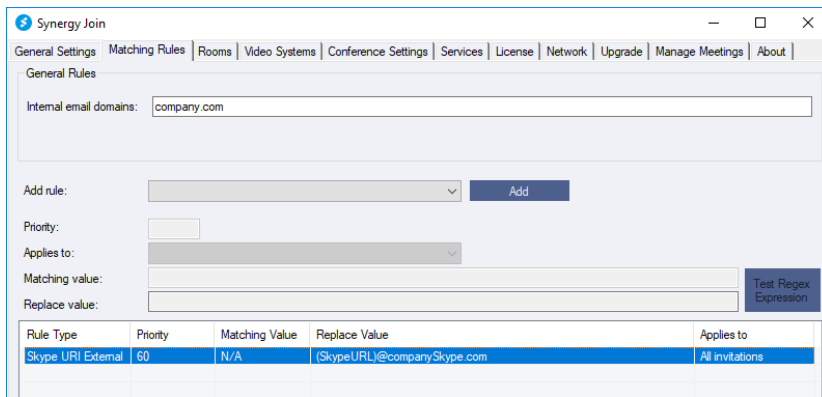 Synergy Join
General Settings Matching Rules Rooms Video Systems Conference Settings Services License Network Upgrade Manage Meetings About
General Rules
Internal email domains: company.com
Add rule: Add
Priority:
Applies to:
Matching value:
Replace value:
Test Regex
Expression
Rule Type Priority Matching Value Replace Value Applies to
Skype URI External 60 N/A (SkypeURL)@companySkype.com All invitations